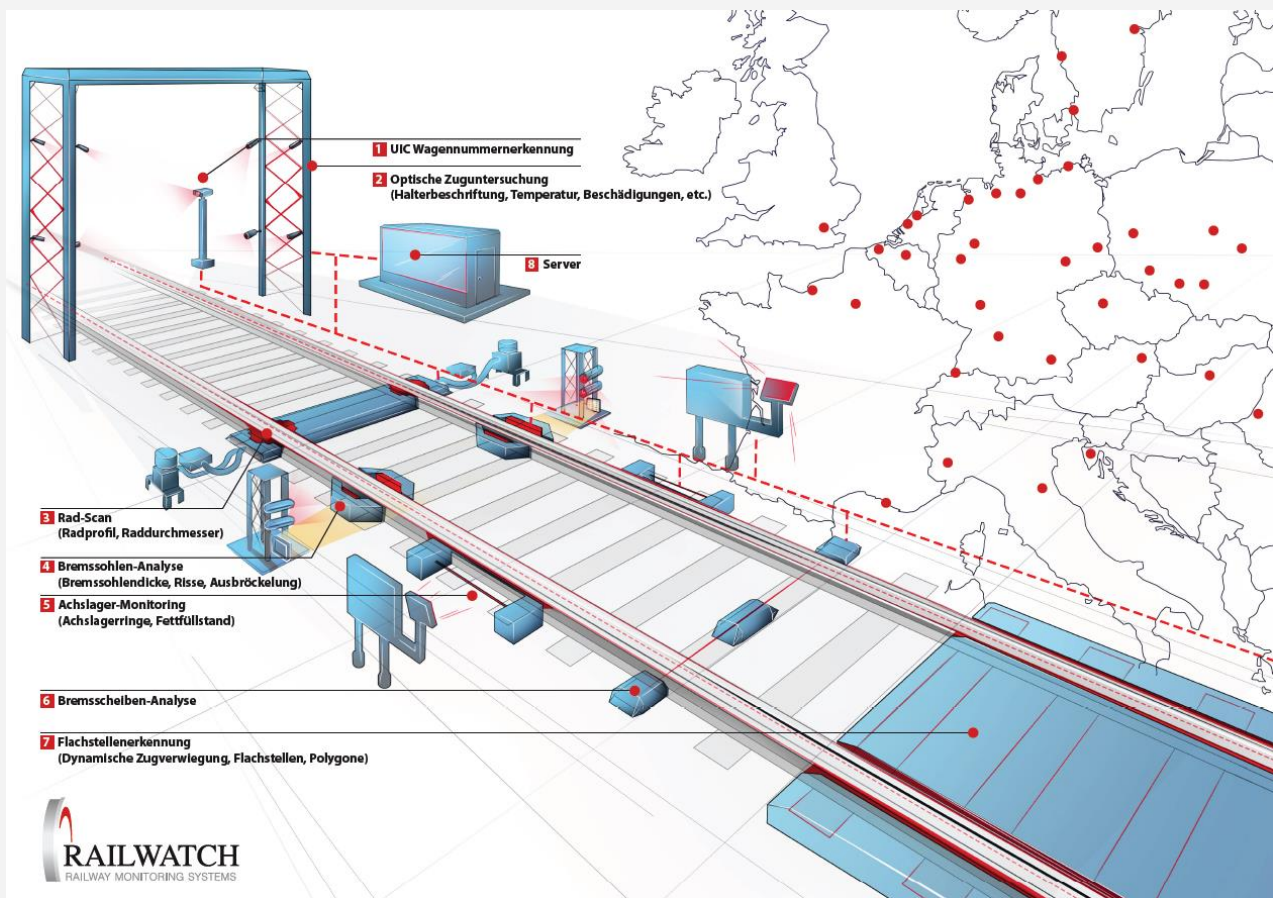 1 UIC Wagennummernerkennung
2 Optische Zuguntersuchung
(Halterbeschriftung, Temperatur, Beschädigungen, etc.)
8 Server
3 Rad-Scan
(Radprofil, Raddurchmesser)
4 Bremssohlen-Analyse
(Bremssohlendicke, Risse, Ausbröckelung)
5 Achslager-Monitoring
(Achslagerringe, Fettfüllstand)
6 Bremsscheiben-Analyse
7 Flachstellenerkennung
(Dynamische Zugverwiegung, Flachstellen, Polygone)
RAILWATCH
RAILWAY MONITORING SYSTEMS